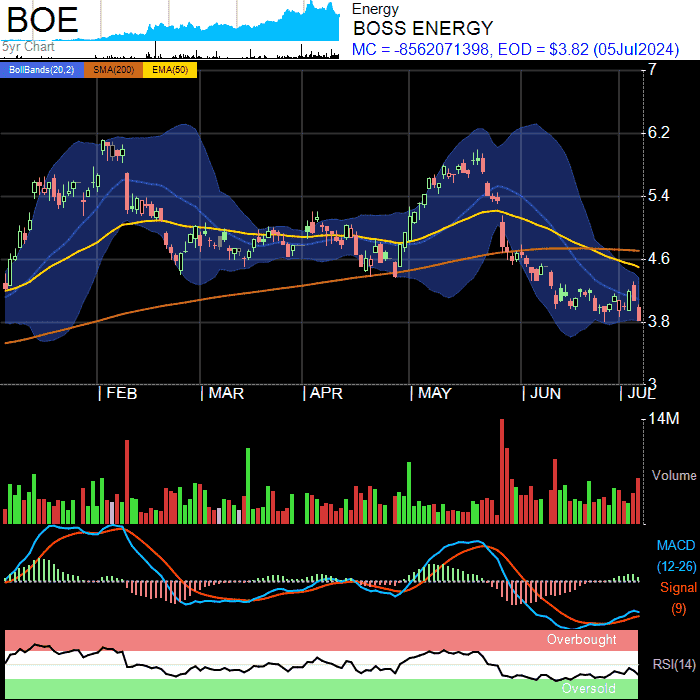 BOE
Energy
BOSS ENERGY
5yr Chart
MC = -8562071398, EOD = $3.82 (05Jul2024)
BollBands(20,2) SMA(200) EMA(50)
7
6.2
5.4
4.6
3.8
3
FEB MAR APR MAY JUN JUL
14M
Volume
MACD
(12-26)
Signal
(9)
Overbought
RSI(14)
Oversold